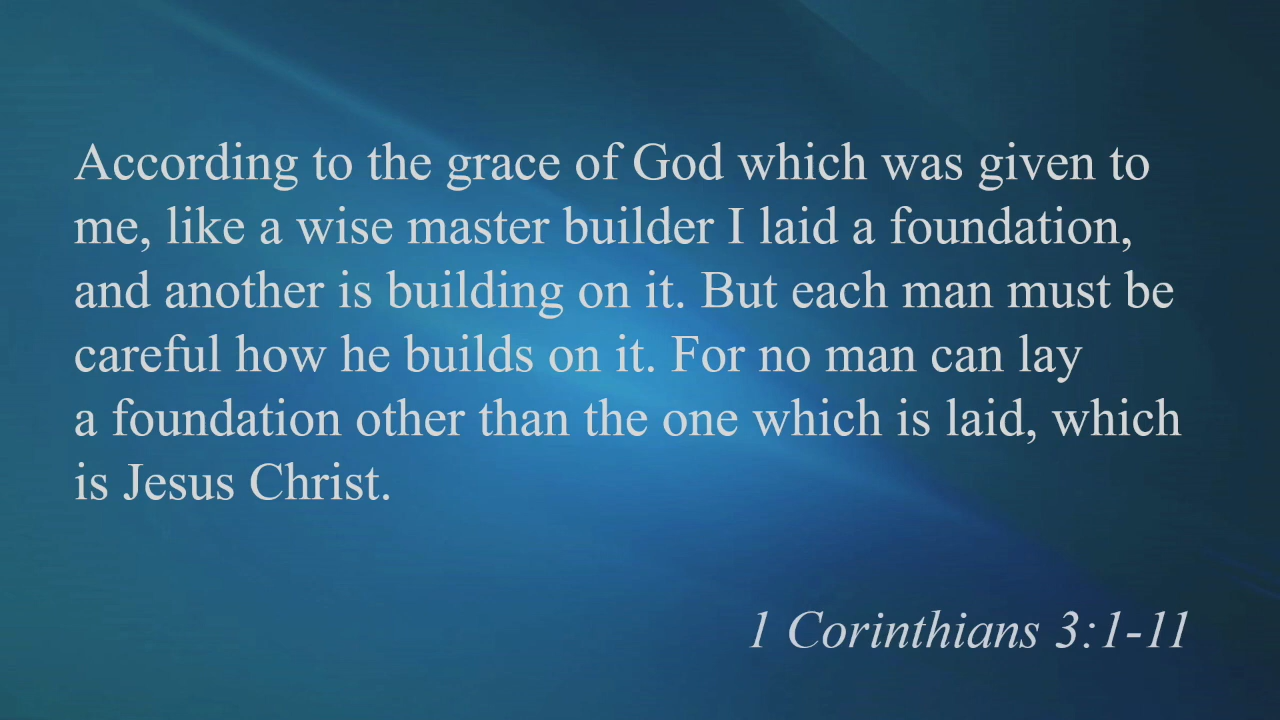 According to the grace of God which was given to
me, like a wise master builder I laid a foundation,
and another is building on it. But each man must be
careful how he builds on it. For no man can lay
a foundation other than the one which is laid, which
is Jesus Christ.
1 Corinthians 3:1-11